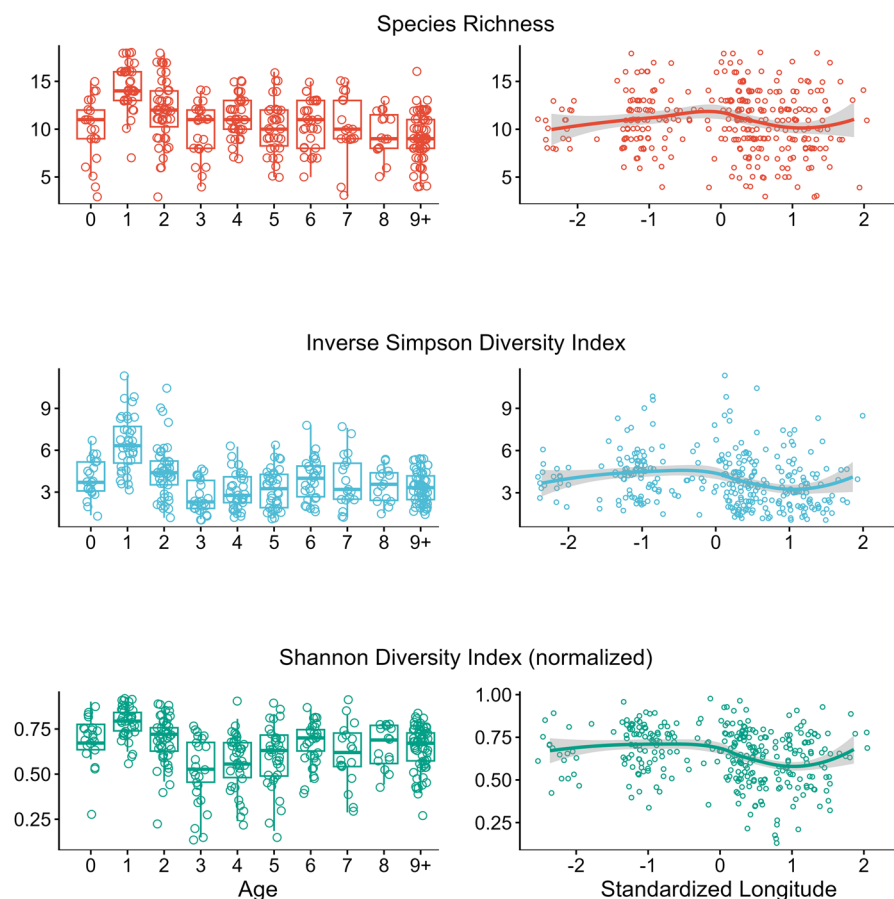 Species Richness
15
10
5
0 1 2 3 4 5 6 7 8 9+
-2 -1 0 1 2
Inverse Simpson Diversity Index
9
6
3
9
6
3
0 1 2 3 4 5 6 7 8 9+
-2 -1 0 1 2
Shannon Diversity Index (normalized)
0.75
0.50
0.25
1.00
0.75
0.50
0.25
0 1 2 3 4 5 6 7 8 9+
-2 -1 0 1 2
Age
Standardized Longitude